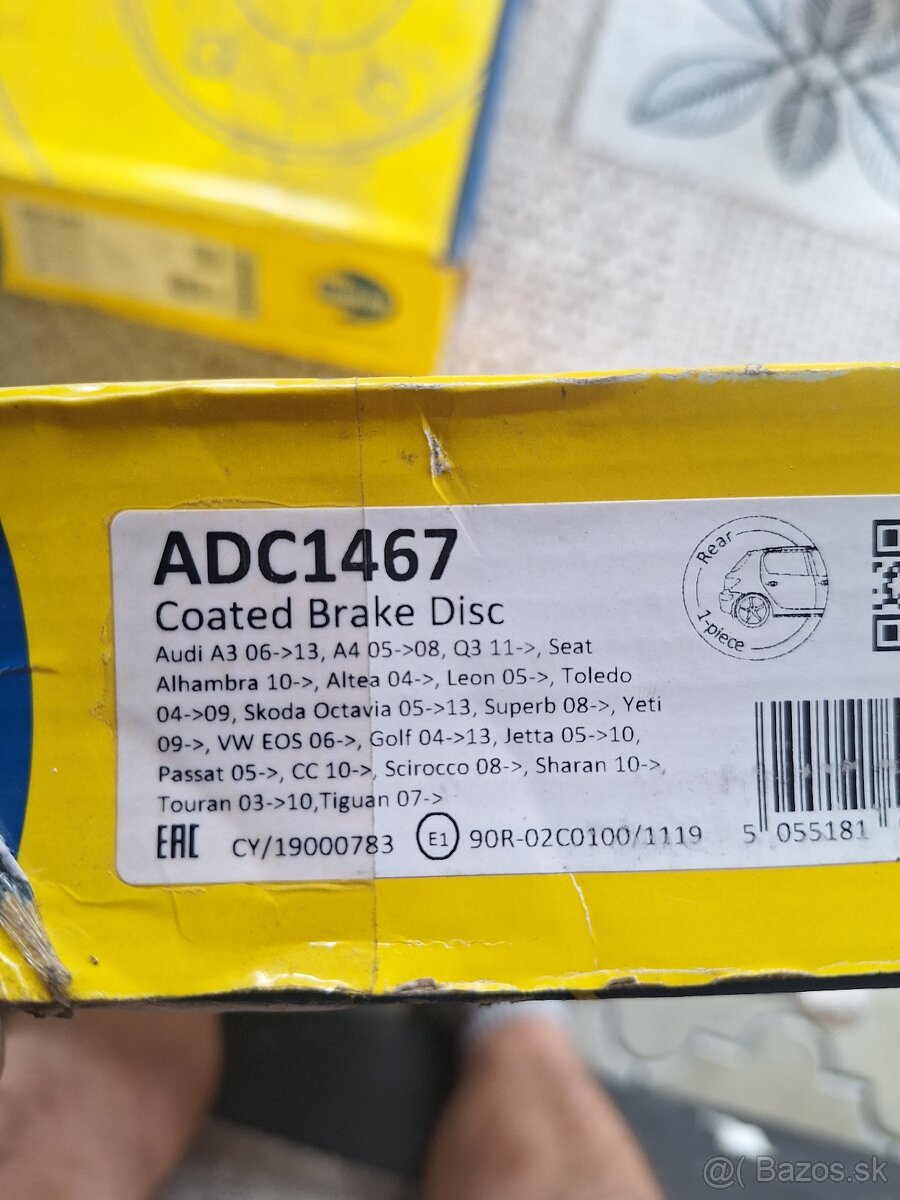 ADC1467
Coated Brake Disc
Audi A3 06->13, A4 05->08, Q3 11->, Seat
Alhambra 10->, Altea 04->, Leon 05->, Toledo
04->09, Skoda Octavia 05->13, Superb 08->, Yeti
09->, VW EOS 06->, Golf 04->13, Jetta 05->10,
Passat 05->, CC 10->, Scirocco 08->, Sharan 10->,
Touran 03->10,Tiguan 07->
EAC CY/19000783 E1 90R-02C0100/1119
Rear
1-piece
5 055181
@( Bazos.sk